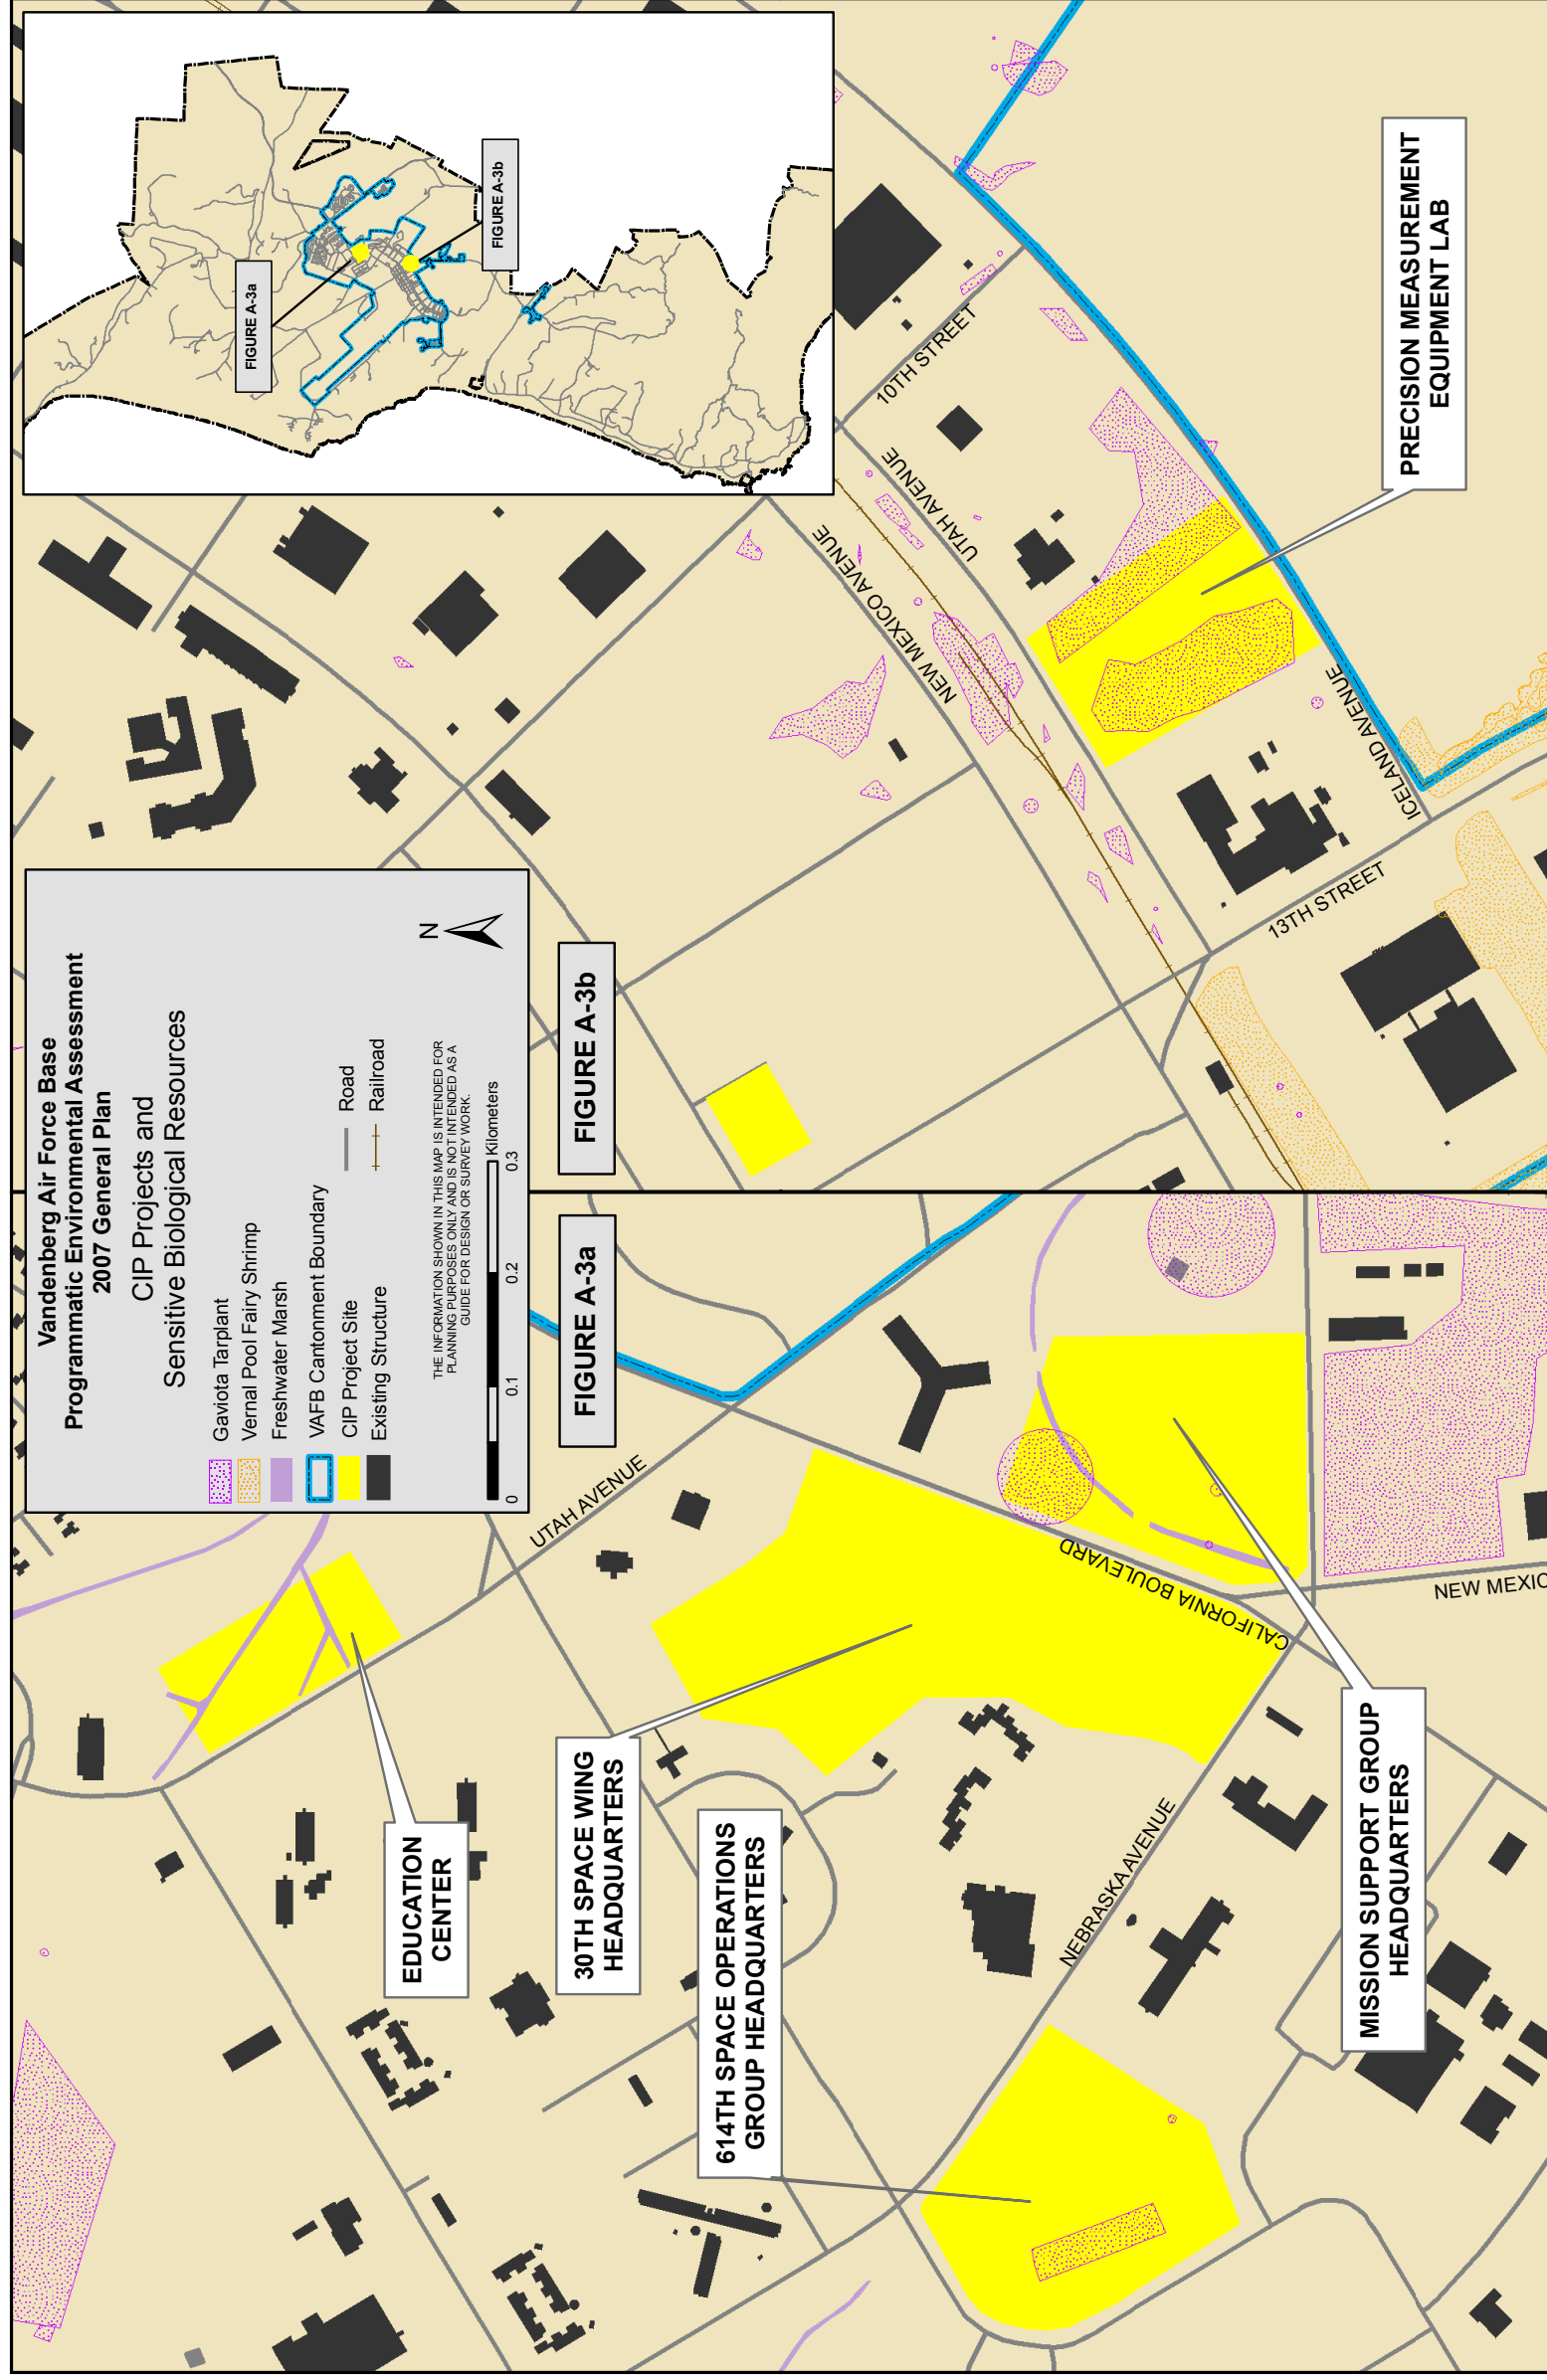 Vandenberg Air Force Base
Programmatic Environmental Assessment
2007 General Plan
CIP Projects and
Sensitive Biological Resources
Gaviota Tarplant
Vernal Pool Fairy Shrimp
Freshwater Marsh
VAFB Cantonment Boundary
CIP Project Site
Existing Structure
Road
Railroad
N
THE INFORMATION SHOWN IN THIS MAP IS INTENDED FOR
PLANNING PURPOSES ONLY AND IS NOT INTENDED AS A
GUIDE FOR DESIGN OR SURVEY WORK.
0 0.1 0.2 0.3
Kilometers
FIGURE A-3a
FIGURE A-3b
FIGURE A-3a
FIGURE A-3b
EDUCATION
CENTER
30TH SPACE WING
HEADQUARTERS
614TH SPACE OPERATIONS
GROUP HEADQUARTERS
MISSION SUPPORT GROUP
HEADQUARTERS
PRECISION MEASUREMENT
EQUIPMENT LAB
UTAH AVENUE
CALIFORNIA BOULEVARD
NEBRASKA AVENUE
NEW MEXIC
NEW MEXICO AVENUE
UTAH AVENUE
10TH STREET
ICELAND AVENUE
13TH STREET